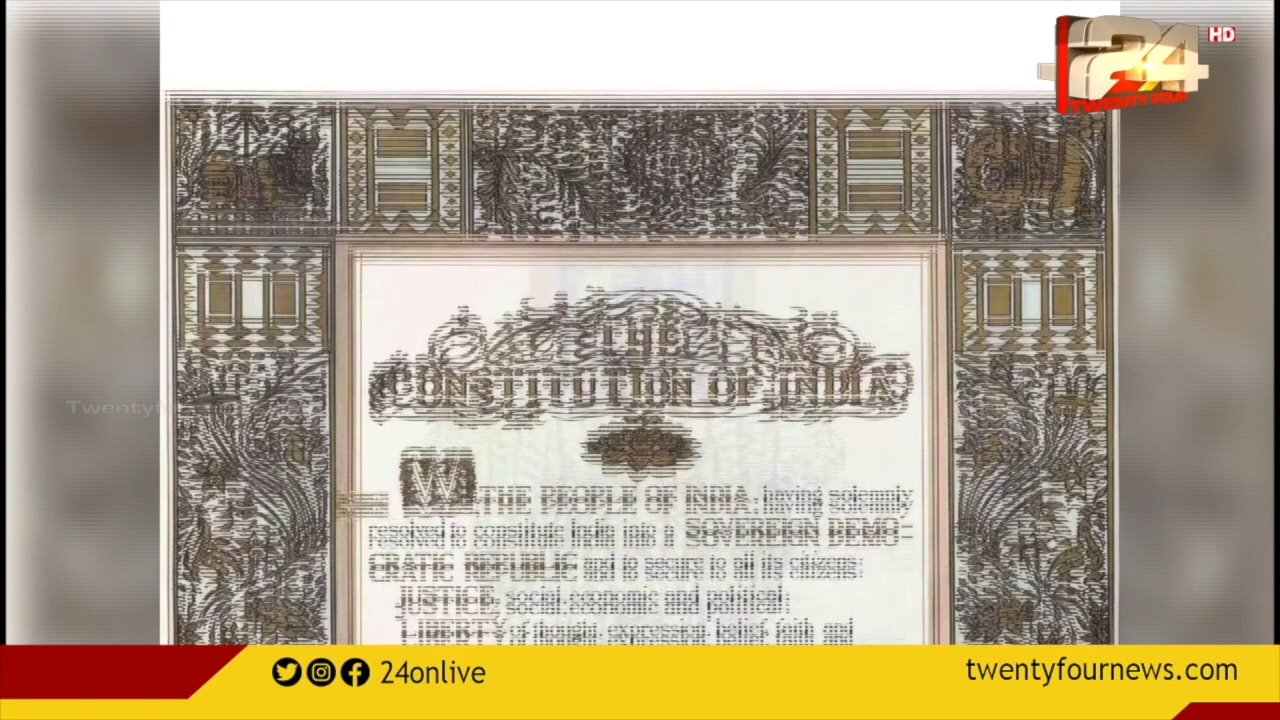 24
HD
TWENTY FOUR
THE
CONSTITUTION OF INDIA
WE, THE PEOPLE OF INDIA, having solemnly
resolved to constitute India into a SOVEREIGN DEMO-
CRATIC REPUBLIC and to secure to all its citizens:
JUSTICE, social, economic and political;
LIBERTY of thought, expression, belief, faith and
Twentyf
24onlive
twentyfournews.com